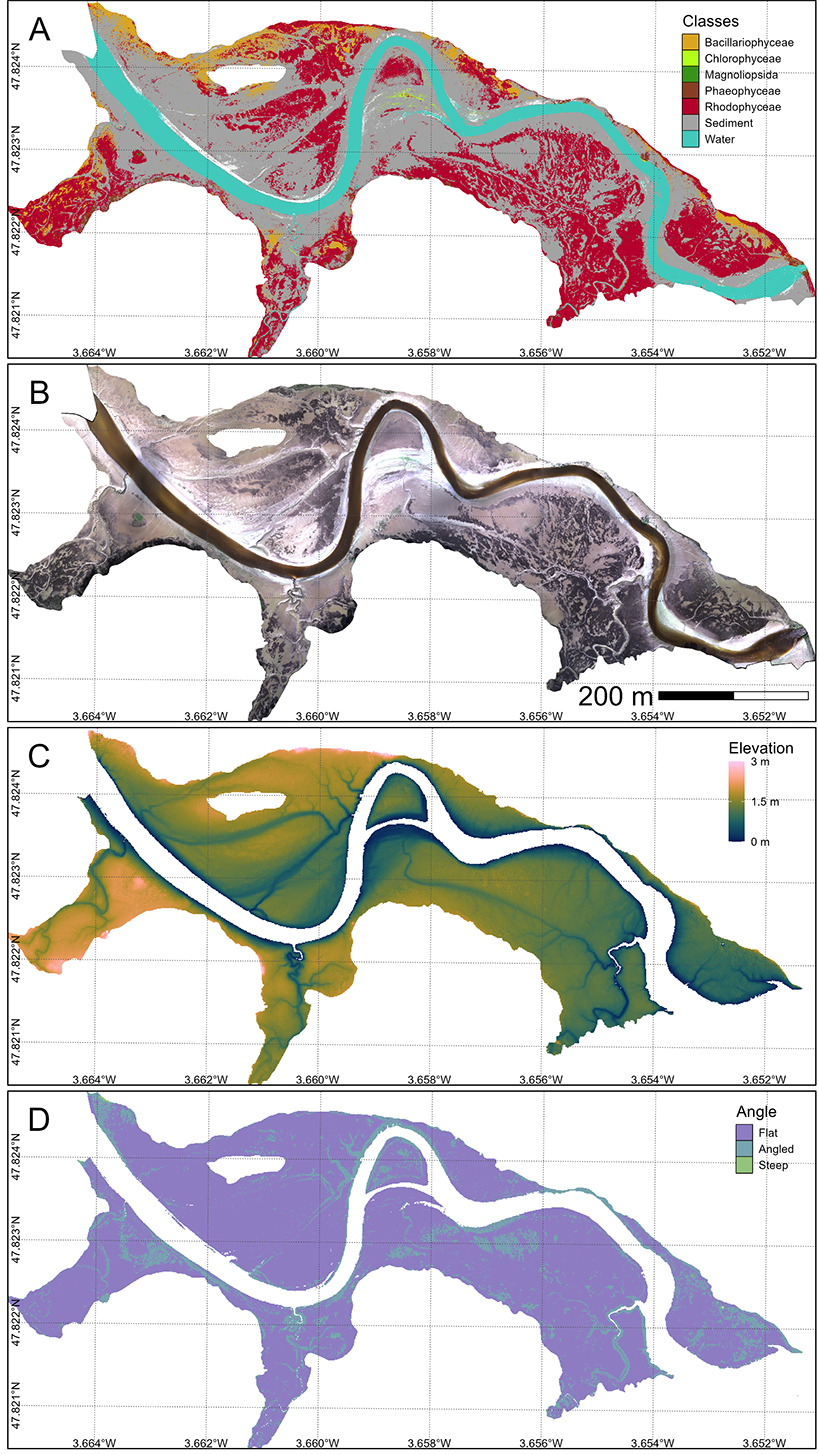 A
Classes
Bacillariophyceae
Chlorophyceae
Magnoliopsida
Phaeophyceae
Rhodophyceae
Sediment
Water
47.824°N
47.823°N
47.822°N
47.821°N
3.664°W 3.662°W 3.660°W 3.658°W 3.656°W 3.654°W 3.652°W
B
47.824°N
47.823°N
47.822°N
47.821°N
200 m
3.664°W 3.662°W 3.660°W 3.658°W 3.656°W 3.654°W 3.652°W
C
Elevation
3 m
1.5 m
0 m
47.824°N
47.823°N
47.822°N
47.821°N
3.664°W 3.662°W 3.660°W 3.658°W 3.656°W 3.654°W 3.652°W
D
Angle
Flat
Angled
Steep
47.824°N
47.823°N
47.822°N
47.821°N
3.664°W 3.662°W 3.660°W 3.658°W 3.656°W 3.654°W 3.652°W